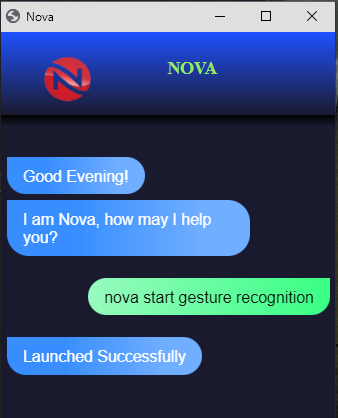 Nova
NOVA
Good Evening!
I am Nova, how may I help
you?
nova start gesture recognition
Launched Successfully